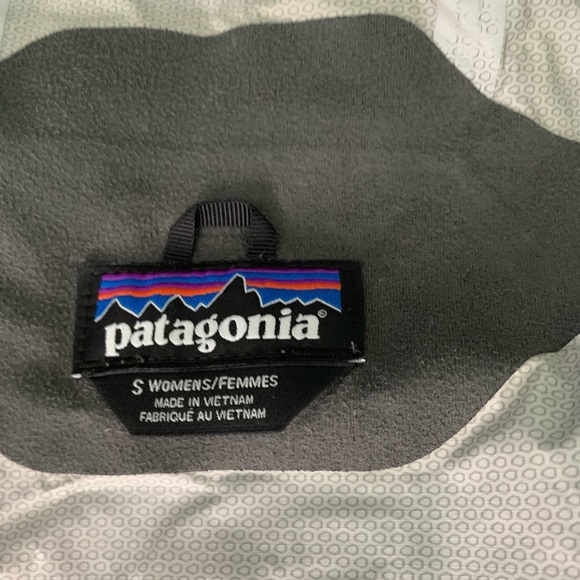 patagonia®
S WOMENS/FEMMES
MADE IN VIETNAM
FABRIQUÉ AU VIETNAM